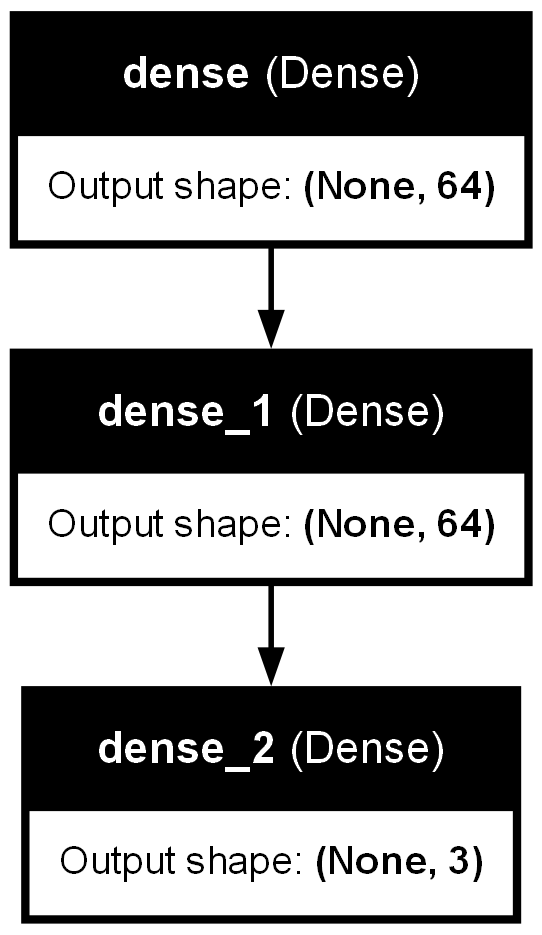 dense (Dense)
Output shape: (None, 64)
dense_1 (Dense)
Output shape: (None, 64)
dense_2 (Dense)
Output shape: (None, 3)